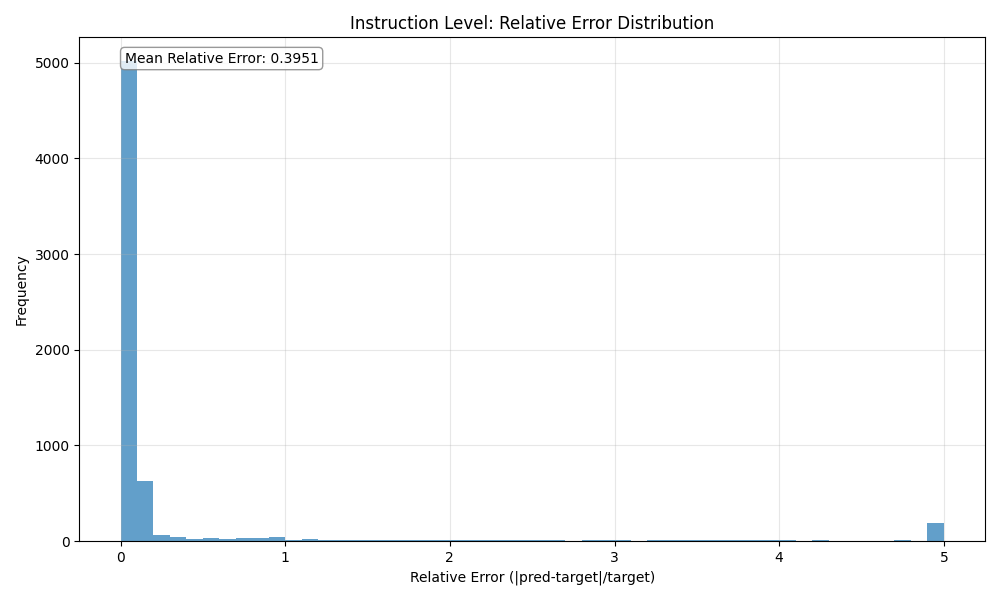 Instruction Level: Relative Error Distribution
Mean Relative Error: 0.3951
5000
4000
3000
2000
1000
0
Frequency
0 1 2 3 4 5
Relative Error (|pred-target|/target)